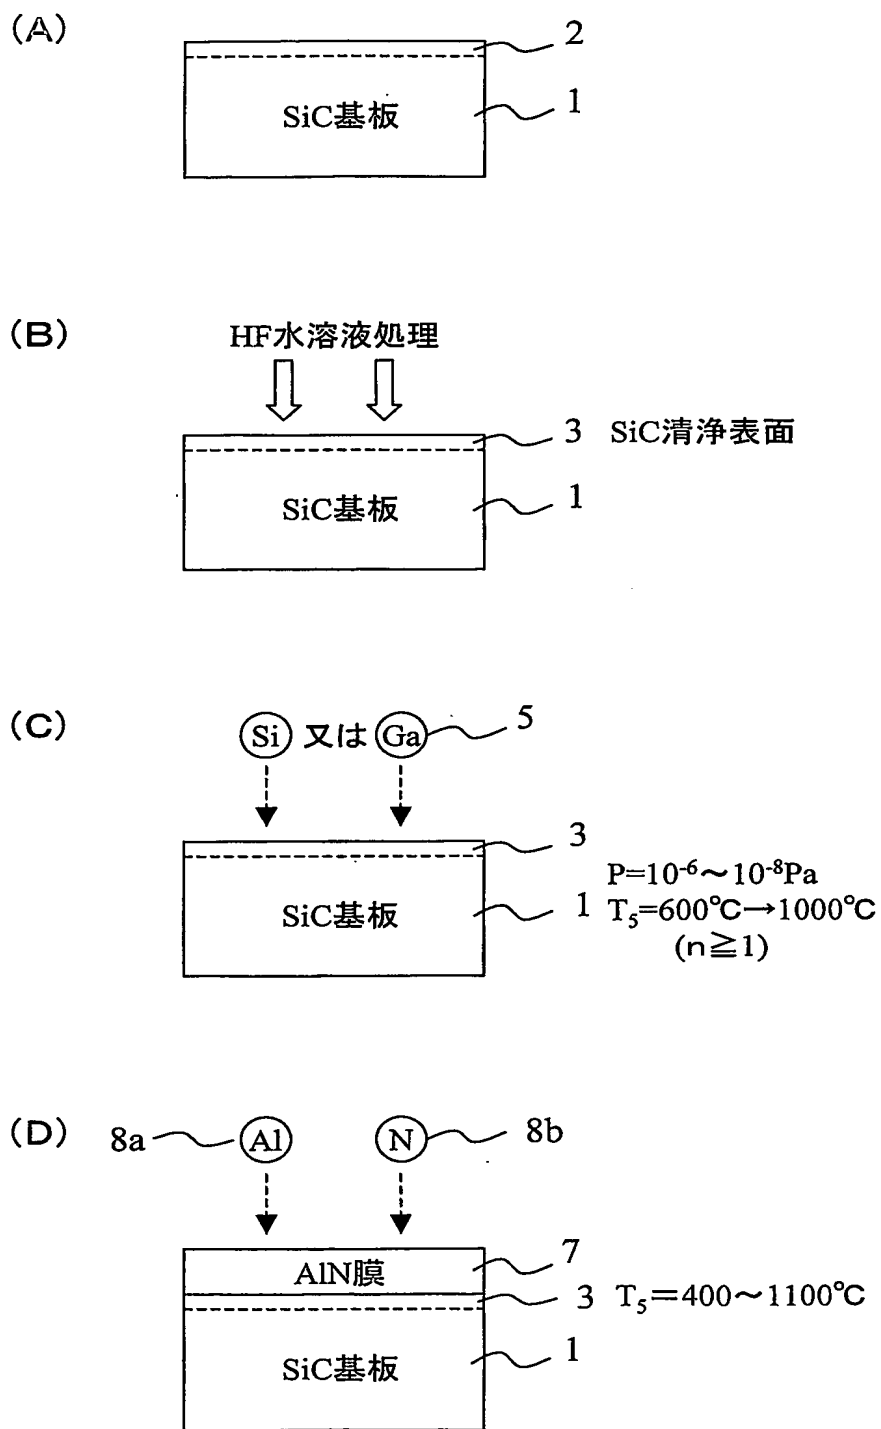 (A)
2
SiC基板
1
(B)
HF水溶液処理
3 SiC清浄表面
SiC基板
1
(C)
Si 又は Ga
5
3
P=10⁻⁶～10⁻⁸Pa
SiC基板
1 T₅=600℃→1000℃
(n≧1)
(D)
8a Al N 8b
AlN膜
7
3 T₅=400～1100℃
SiC基板
1